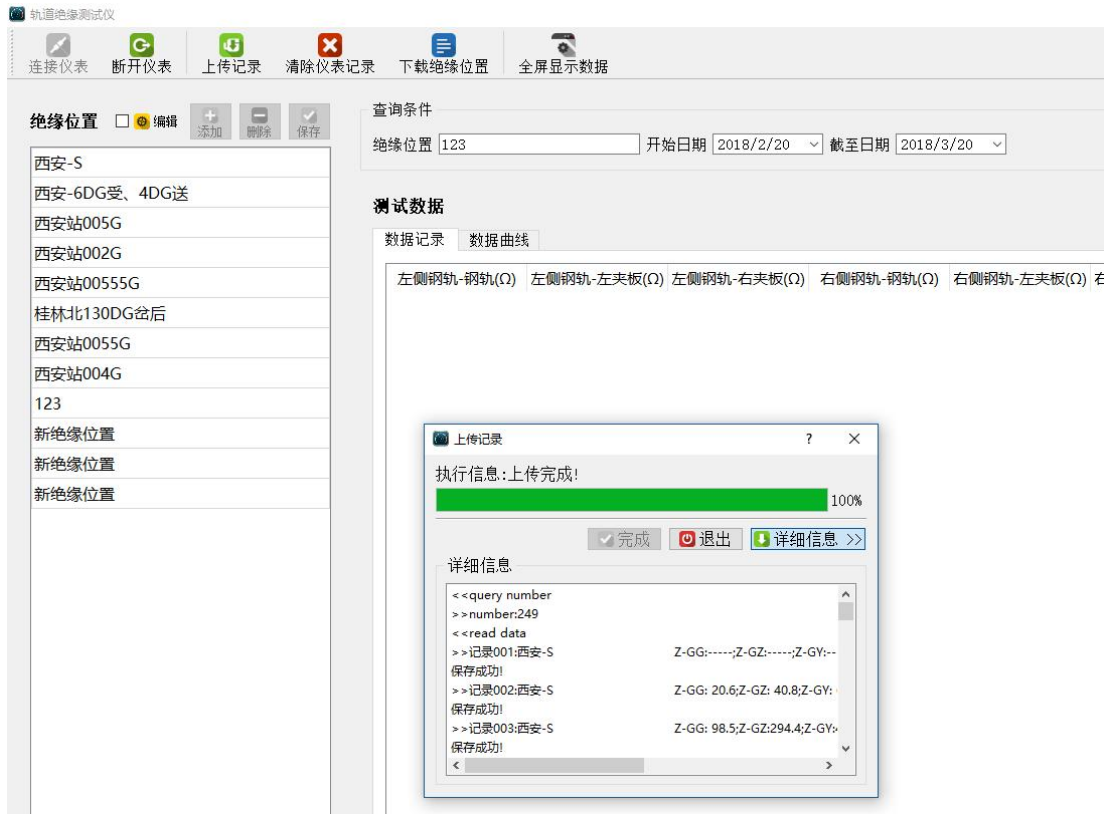 轨道绝缘测试仪
连接仪表 断开仪表 上传记录 清除仪表记录 下载绝缘位置 全屏显示数据
绝缘位置 编辑 添加 删除 保存
西安-S
西安-6DG受、4DG送
西安站005G
西安站002G
西安站00555G
桂林北130DG岔后
西安站0055G
西安站004G
123
新绝缘位置
新绝缘位置
新绝缘位置
查询条件
绝缘位置 123 开始日期 2018/2/20 截至日期 2018/3/20
测试数据
数据记录 数据曲线
左侧钢轨-钢轨(Ω) 左侧钢轨-左夹板(Ω) 左侧钢轨-右夹板(Ω) 右侧钢轨-钢轨(Ω) 右侧钢轨-左夹板(Ω) 右
上传记录 ?
执行信息:上传完成!
100%
完成 退出 详细信息 >>
详细信息
<<query number
>>number:249
<<read data
>>记录001:西安-S Z-GG:-----;Z-GZ:-----;Z-GY:--
保存成功!
>>记录002:西安-S Z-GG: 20.6;Z-GZ: 40.8;Z-GY:
保存成功!
>>记录003:西安-S Z-GG: 98.5;Z-GZ:294.4;Z-GY:
保存成功!